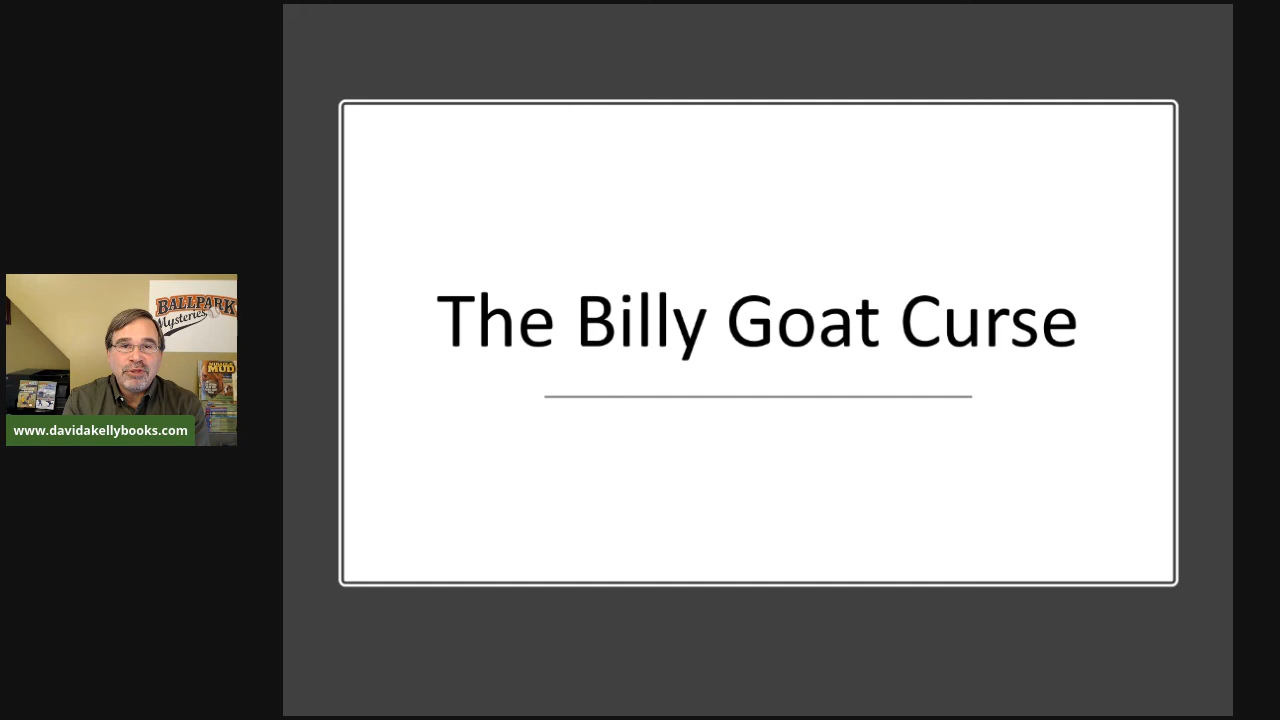 The Billy Goat Curse
BALLPARK
Mysteries
MUD
www.davidakellybooks.com